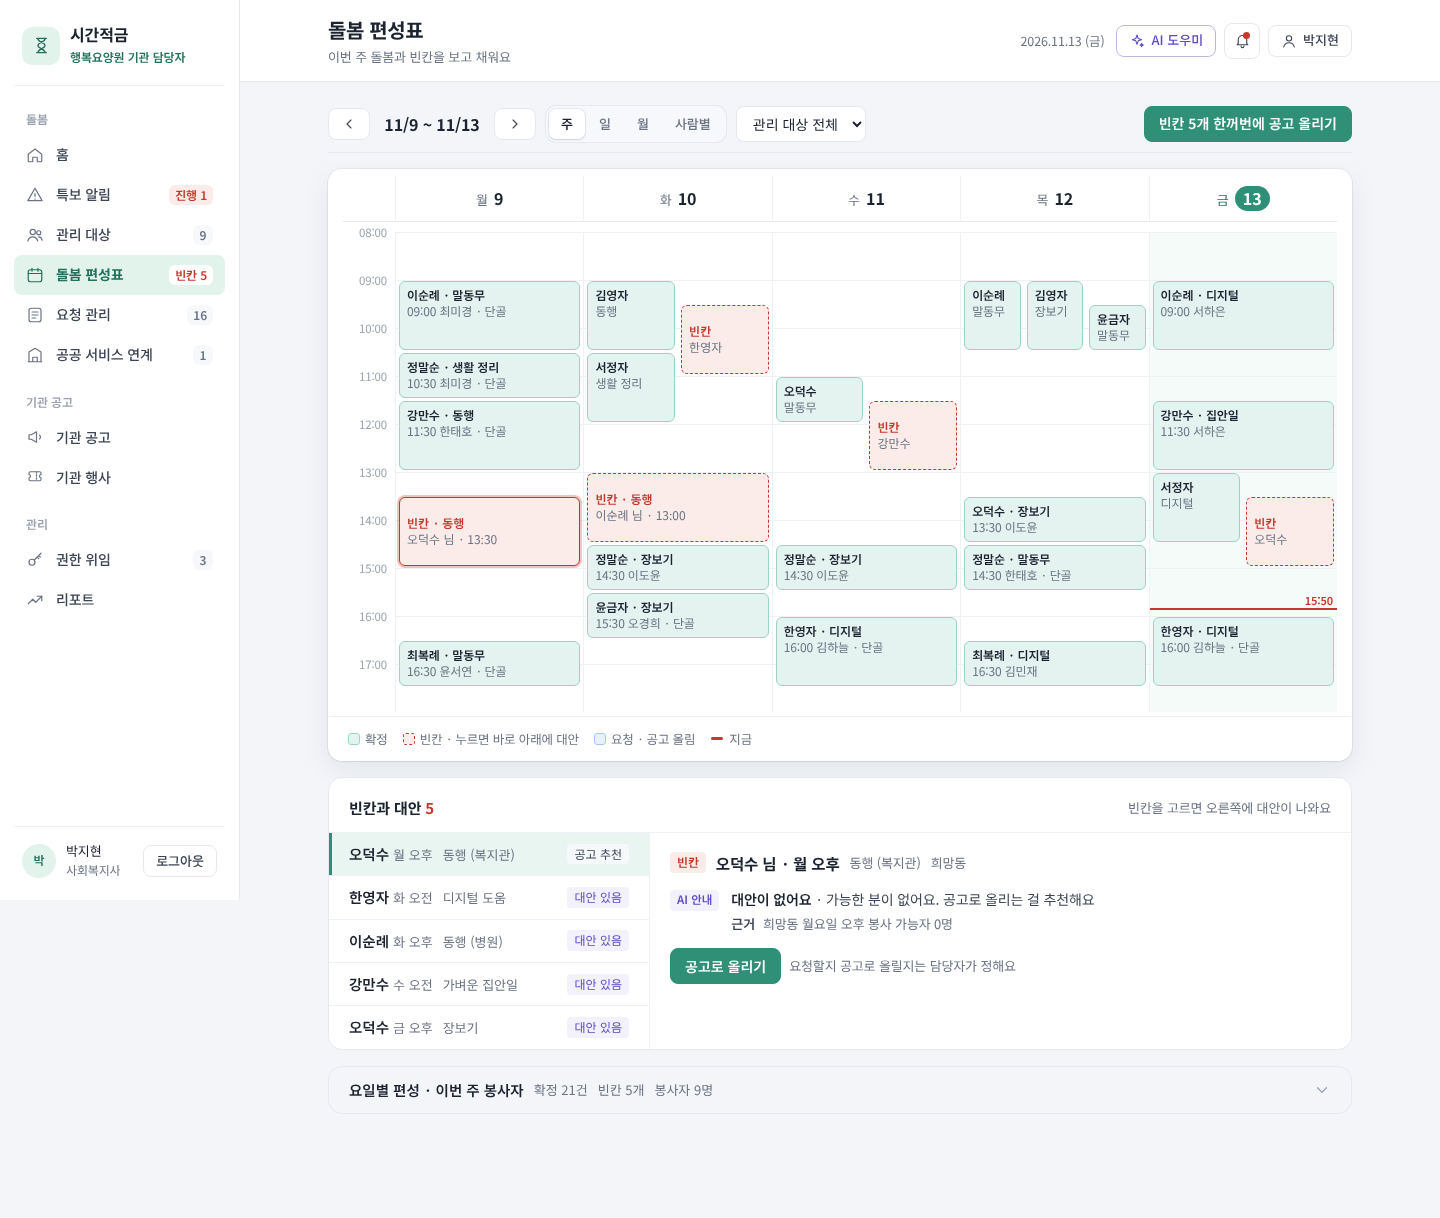 시간적금
행복요양원 기관 담당자
돌봄
홈
특보 알림 진행 1
관리 대상 9
돌봄 편성표 빈칸 5
요청 관리 16
공공 서비스 연계 1
기관 공고
기관 공고
기관 행사
관리
권한 위임 3
리포트
박 박지현
사회복지사
로그아웃
돌봄 편성표
이번 주 돌봄과 빈칸을 보고 채워요
2026.11.13 (금) AI 도우미 박지현
11/9 ~ 11/13 주 일 월 사람별 관리 대상 전체 빈칸 5개 한꺼번에 공고 올리기
월 9 화 10 수 11 목 12 금 13
08:00
09:00
10:00
11:00
12:00
13:00
14:00
15:00
16:00
17:00
이순례 · 말동무
09:00 최미경 · 단골
정말순 · 생활 정리
10:30 최미경 · 단골
강만수 · 동행
11:30 한태호 · 단골
빈칸 · 동행
오덕수 님 · 13:30
최복례 · 말동무
16:30 윤서연 · 단골
김영자
동행
빈칸
한영자
서정자
생활 정리
빈칸 · 동행
이순례 님 · 13:00
정말순 · 장보기
14:30 이도윤
윤금자 · 장보기
15:30 오경희 · 단골
오덕수
말동무
빈칸
강만수
정말순 · 장보기
14:30 이도윤
한영자 · 디지털
16:00 김하늘 · 단골
이순례
말동무
김영자
장보기
윤금자
말동무
오덕수 · 장보기
13:30 이도윤
정말순 · 말동무
14:30 한태호 · 단골
최복례 · 디지털
16:30 김민재
이순례 · 디지털
09:00 서하은
강만수 · 집안일
11:30 서하은
서정자
디지털
빈칸
오덕수
15:50
한영자 · 디지털
16:00 김하늘 · 단골
확정 빈칸 · 누르면 바로 아래에 대안 요청 · 공고 올림 지금
빈칸과 대안 5 빈칸을 고르면 오른쪽에 대안이 나와요
오덕수 월 오후 동행 (복지관) 공고 추천
한영자 화 오전 디지털 도움 대안 있음
이순례 화 오후 동행 (병원) 대안 있음
강만수 수 오전 가벼운 집안일 대안 있음
오덕수 금 오후 장보기 대안 있음
빈칸 오덕수 님 · 월 오후 동행 (복지관) 희망동
AI 안내 대안이 없어요 · 가능한 분이 없어요. 공고로 올리는 걸 추천해요
근거 희망동 월요일 오후 봉사 가능자 0명
공고로 올리기 요청할지 공고로 올릴지는 담당자가 정해요
요일별 편성 · 이번 주 봉사자 확정 21건 빈칸 5개 봉사자 9명